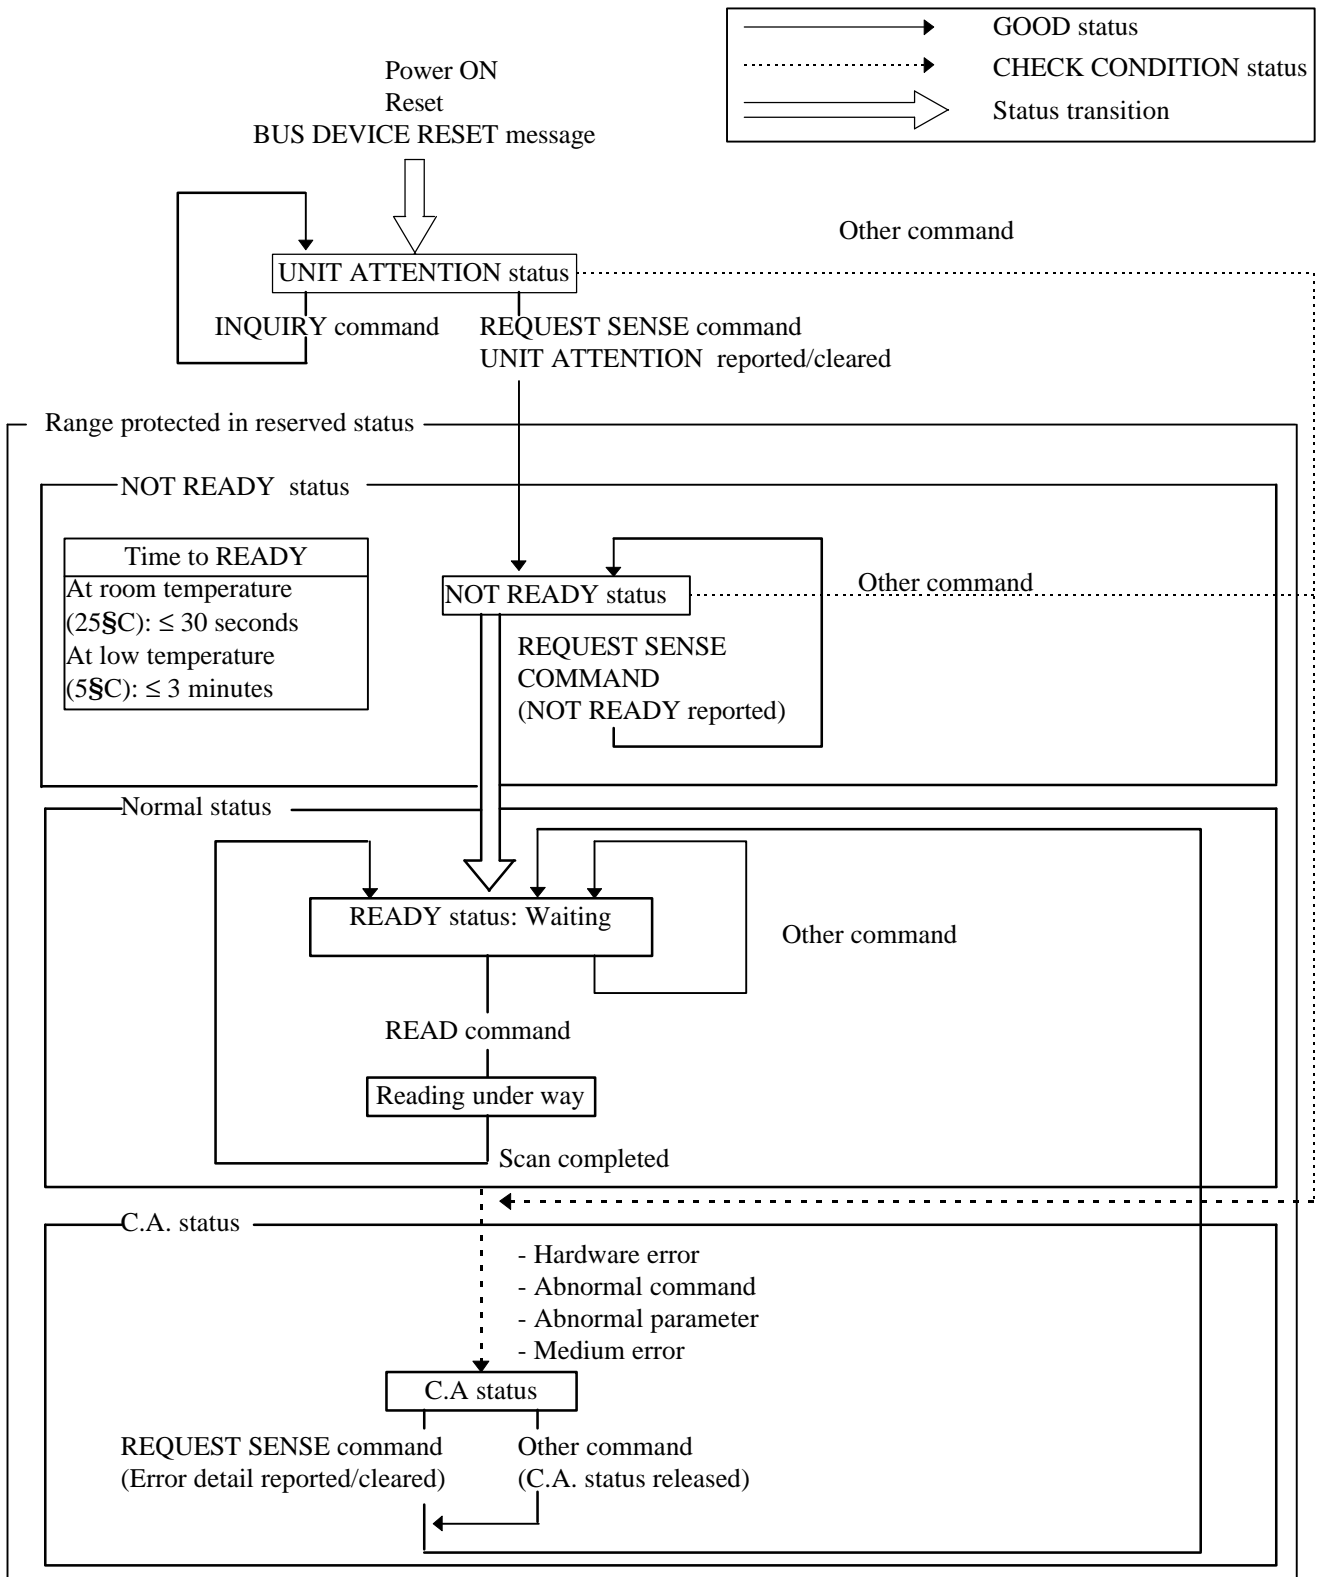 GOOD status
CHECK CONDITION status
Status transition
Power ON
Reset
BUS DEVICE RESET message
Other command
UNIT ATTENTION status
INQUIRY command
REQUEST SENSE command
UNIT ATTENTION reported/cleared
Range protected in reserved status
NOT READY status
Time to READY
At room temperature
(25§C): ≤ 30 seconds
At low temperature
(5§C): ≤ 3 minutes
NOT READY status
Other command
REQUEST SENSE
COMMAND
(NOT READY reported)
Normal status
READY status: Waiting
Other command
READ command
Reading under way
Scan completed
C.A. status
- Hardware error
- Abnormal command
- Abnormal parameter
- Medium error
C.A status
REQUEST SENSE command
(Error detail reported/cleared)
Other command
(C.A. status released)